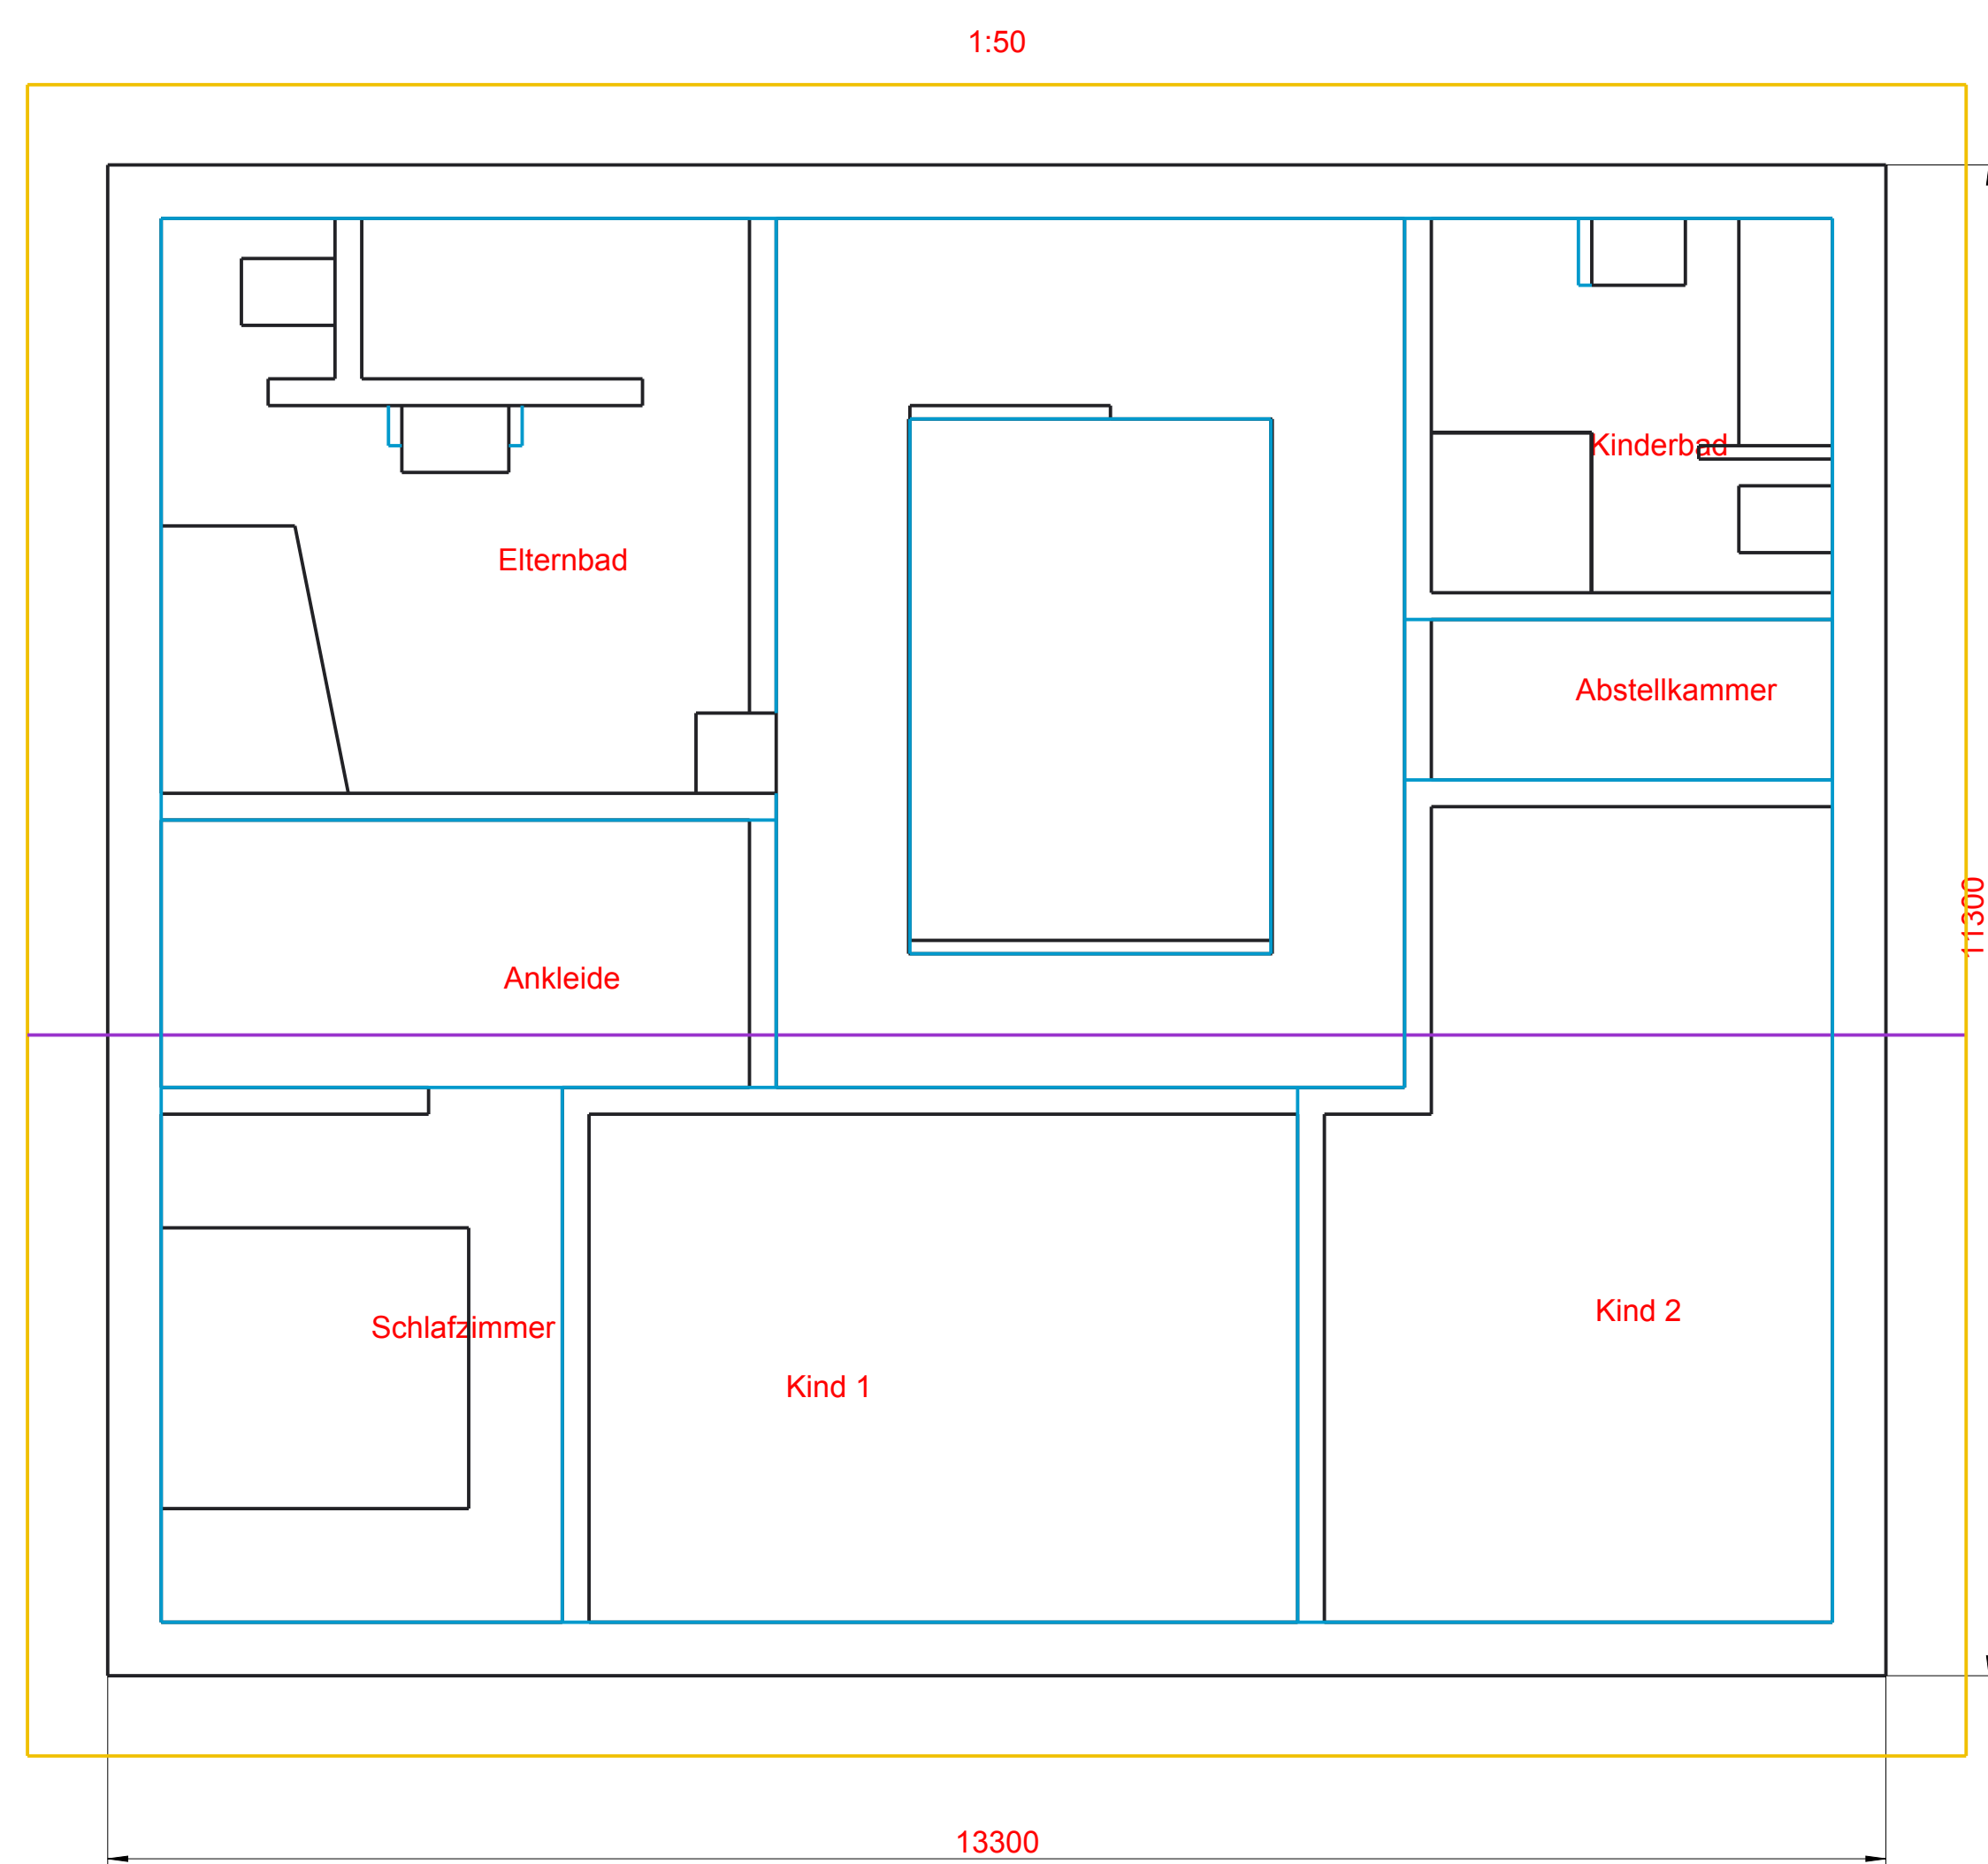 1:50
Kinderbad
Elternbad
Abstellkammer
11300
Ankleide
Kind 2
Schlafzimmer
Kind 1
13300